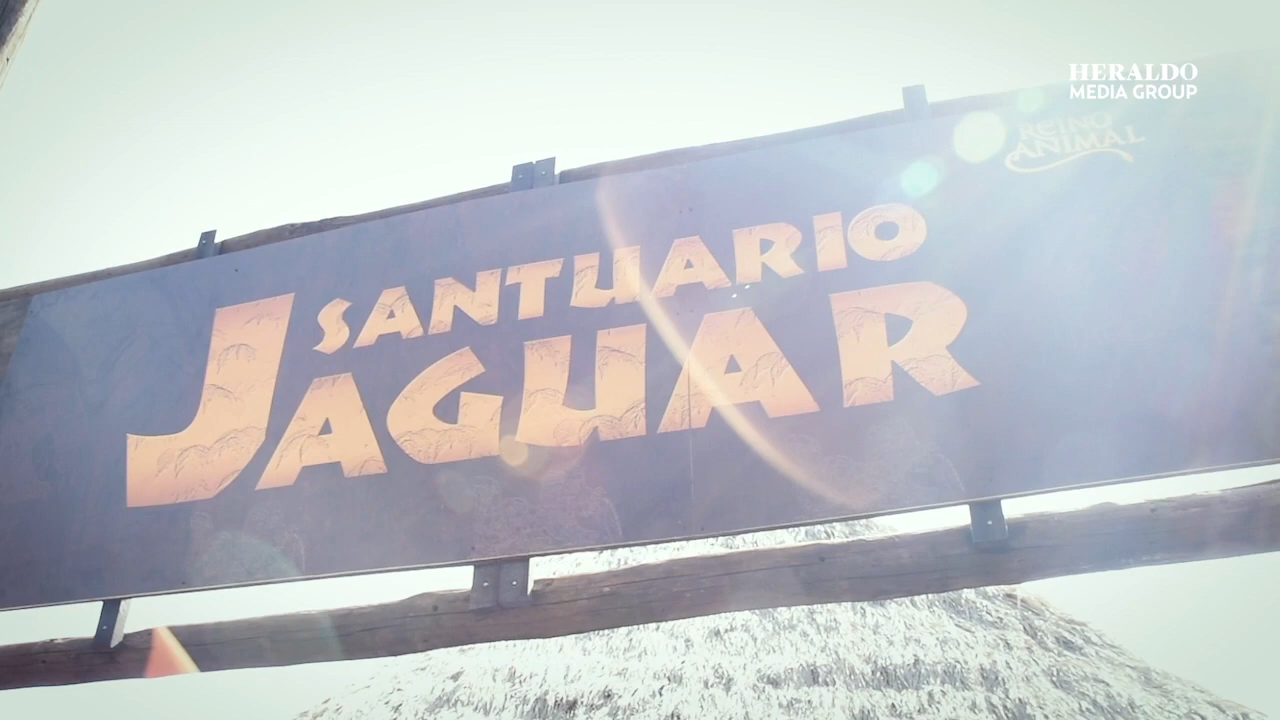 HERALDO
MEDIA GROUP
REINO
ANIMAL
SANTUARIO
JAGUAR